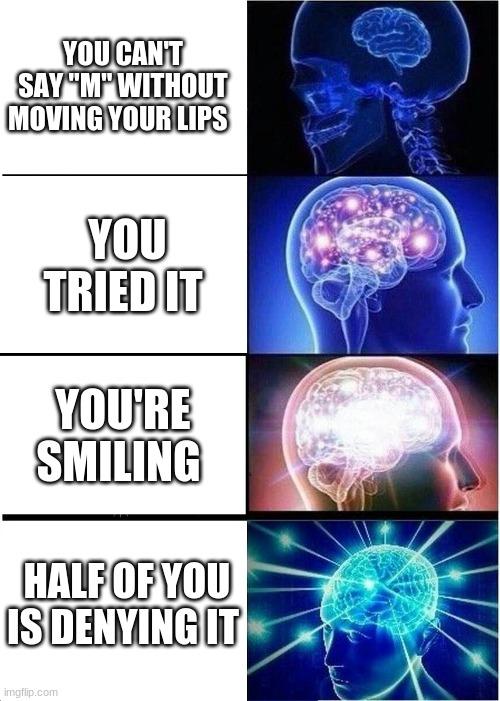 YOU CAN'T
SAY "M" WITHOUT
MOVING YOUR LIPS
YOU
TRIED IT
YOU'RE
SMILING
HALF OF YOU
IS DENYING IT
imgflip.com